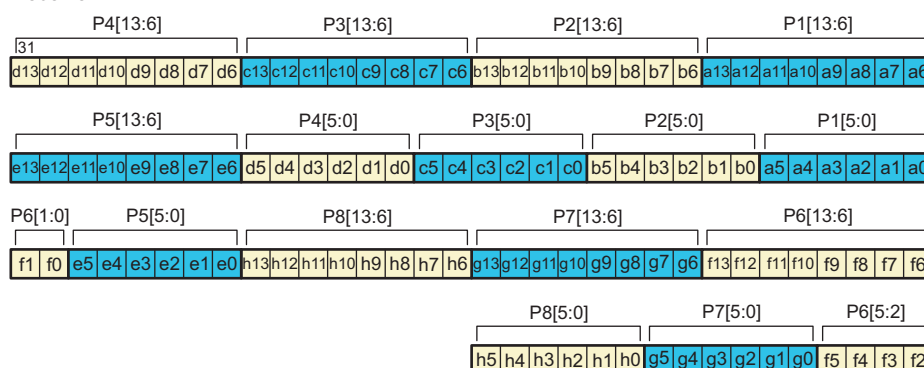 P4[13:6] P3[13:6] P2[13:6] P1[13:6]
31
d13 d12 d11 d10 d9 d8 d7 d6 c13 c12 c11 c10 c9 c8 c7 c6 b13 b12 b11 b10 b9 b8 b7 b6 a13 a12 a11 a10 a9 a8 a7 a6
P5[13:6] P4[5:0] P3[5:0] P2[5:0] P1[5:0]
e13 e12 e11 e10 e9 e8 e7 e6 d5 d4 d3 d2 d1 d0 c5 c4 c3 c2 c1 c0 b5 b4 b3 b2 b1 b0 a5 a4 a3 a2 a1 a0
P6[1:0] P5[5:0] P8[13:6] P7[13:6] P6[13:6]
f1 f0 e5 e4 e3 e2 e1 e0 h13 h12 h11 h10 h9 h8 h7 h6 g13 g12 g11 g10 g9 g8 g7 g6 f13 f12 f11 f10 f9 f8 f7 f6
P8[5:0] P7[5:0] P6[5:2]
h5 h4 h3 h2 h1 h0 g5 g4 g3 g2 g1 g0 f5 f4 f3 f2